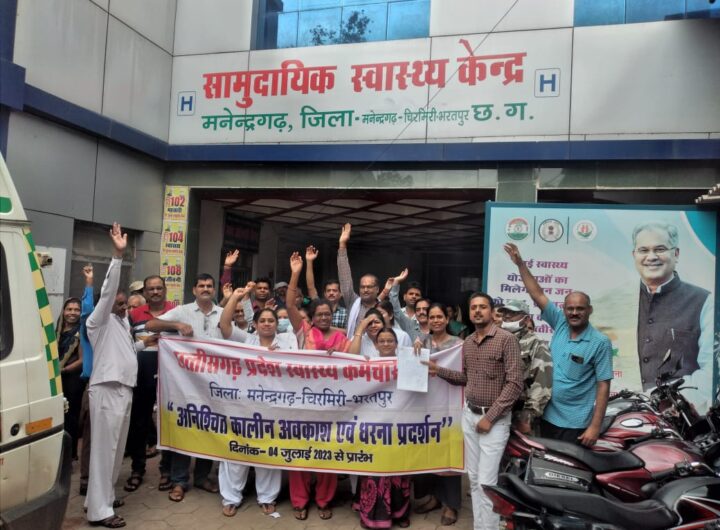 सामुदायिक स्वास्थ्य केन्द्र
H
H
मनेन्द्रगढ़, जिला-मनेन्द्रगढ़-चिरमिरी-भरतपुर छ.ग.
102
104
108
ई स्वास्थ्य
ओं का
मिलेगा
छत्तीसगढ़ प्रदेश स्वास्थ्य कर्मचा
जिला: मनेन्द्रगढ़-चिरमिरी-भरतपुर
"अनिश्चित कालीन अवकाश एवं धरना प्रदर्शन"
दिनांक- 04 जुलाई 2023 से प्रारंभ